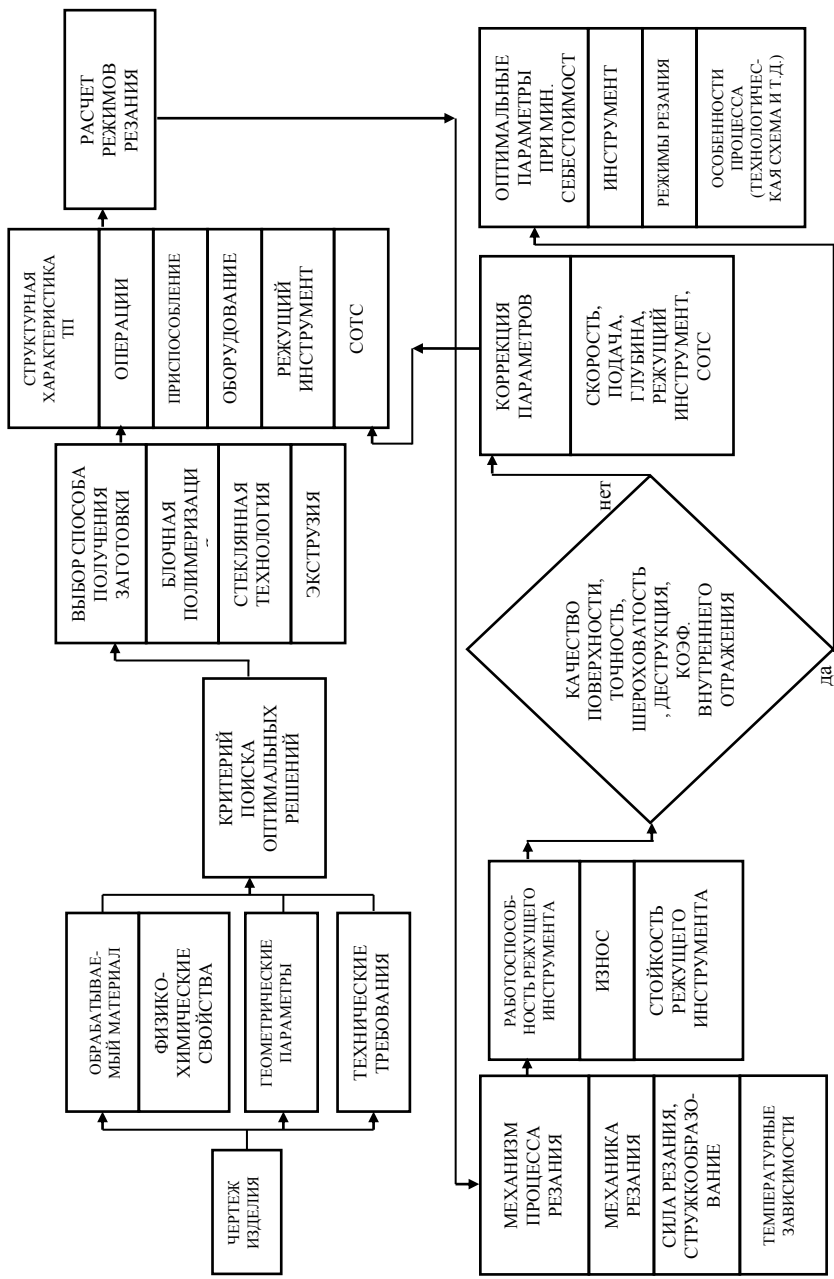 ЧЕРТЕЖ
ИЗДЕЛИЯ
ОБРАБАТЫВАЕ-
МЫЙ МАТЕРИАЛ
ФИЗИКО-
ХИМИЧЕСКИЕ
СВОЙСТВА
ГЕОМЕТРИЧЕСКИЕ
ПАРАМЕТРЫ
ТЕХНИЧЕСКИЕ
ТРЕБОВАНИЯ
КРИТЕРИЙ
ПОИСКА
ОПТИМАЛЬНЫХ
РЕШЕНИЙ
ВЫБОР СПОСОБА
ПОЛУЧЕНИЯ
ЗАГОТОВКИ
БЛОЧНАЯ
ПОЛИМЕРИЗАЦИ
СТЕКЛЯННАЯ
ТЕХНОЛОГИЯ
ЭКСТРУЗИЯ
СТРУКТУРНАЯ
ХАРАКТЕРИСТИКА
ТП
ОПЕРАЦИИ
ПРИСПОСОБЛЕНИЕ
ОБОРУДОВАНИЕ
РЕЖУЩИЙ
ИНСТРУМЕНТ
СОТС
РАСЧЕТ
РЕЖИМОВ
РЕЗАНИЯ
МЕХАНИЗМ
ПРОЦЕССА
РЕЗАНИЯ
МЕХАНИКА
РЕЗАНИЯ
СИЛА РЕЗАНИЯ,
СТРУЖКООБРАЗО-
ВАНИЕ
ТЕМПЕРАТУРНЫЕ
ЗАВИСИМОСТИ
РАБОТОСПОСОБ-
НОСТЬ РЕЖУЩЕГО
ИНСТРУМЕНТА
ИЗНОС
СТОЙКОСТЬ
РЕЖУЩЕГО
ИНСТРУМЕНТА
КАЧЕСТВО
ПОВЕРХНОСТИ,
ТОЧНОСТЬ,
ШЕРОХОВАТОСТЬ
, ДЕСТРУКЦИЯ,
КОЭФ.
ВНУТРЕННЕГО
ОТРАЖЕНИЯ
нет
да
КОРРЕКЦИЯ
ПАРАМЕТРОВ
СКОРОСТЬ,
ПОДАЧА,
ГЛУБИНА,
РЕЖУЩИЙ
ИНСТРУМЕНТ,
СОТС
ОПТИМАЛЬНЫЕ
ПАРАМЕТРЫ
ПРИ МИН.
СЕБЕСТОИМОСТ
ИНСТРУМЕНТ
РЕЖИМЫ РЕЗАНИЯ
ОСОБЕННОСТИ
ПРОЦЕССА
(ТЕХНОЛОГИЧЕС-
КАЯ СХЕМА И Т.Д.)